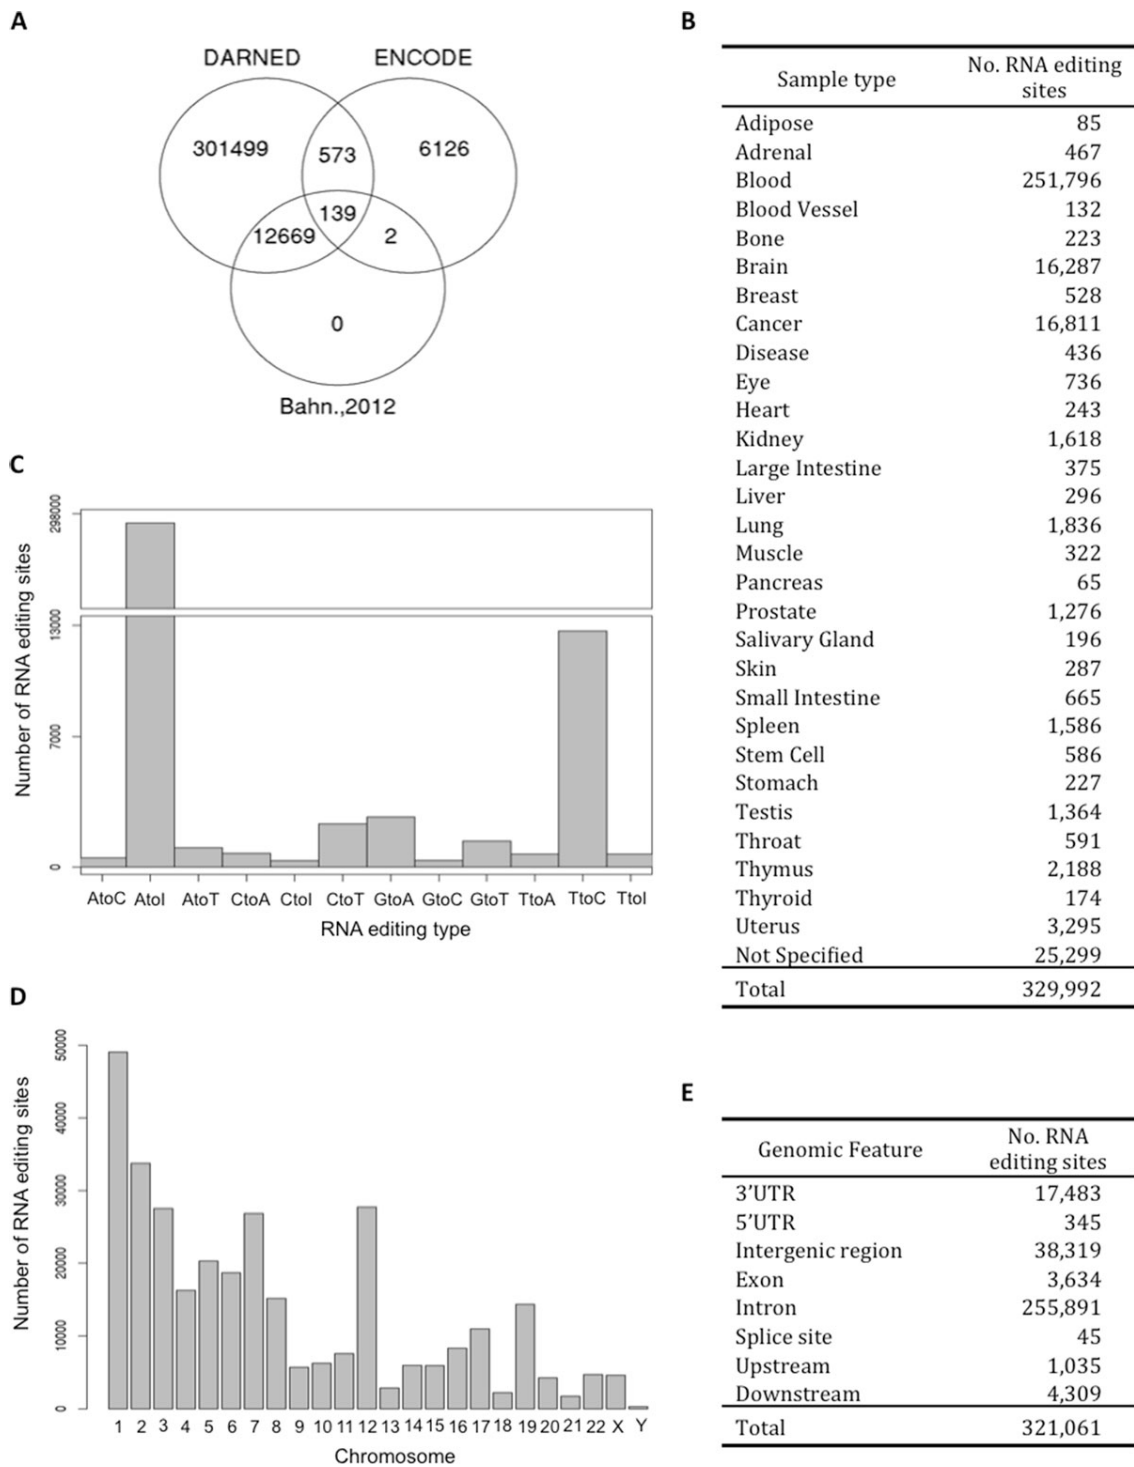 A
DARNED ENCODE
301499 573 6126
139
12669 2
0
Bahn.,2012
B
Sample type No. RNA editing sites
Adipose 85
Adrenal 467
Blood 251,796
Blood Vessel 132
Bone 223
Brain 16,287
Breast 528
Cancer 16,811
Disease 436
Eye 736
Heart 243
Kidney 1,618
Large Intestine 375
Liver 296
Lung 1,836
Muscle 322
Pancreas 65
Prostate 1,276
Salivary Gland 196
Skin 287
Small Intestine 665
Spleen 1,586
Stem Cell 586
Stomach 227
Testis 1,364
Throat 591
Thymus 2,188
Thyroid 174
Uterus 3,295
Not Specified 25,299
Total 329,992
C
Number of RNA editing sites
298000
13000
7000
0
AtoC AtoI AtoT CtoA CtoI CtoT GtoA GtoC GtoT TtoA TtoC TtoI
RNA editing type
D
Number of RNA editing sites
50000
40000
30000
20000
10000
0
1 2 3 4 5 6 7 8 9 10 11 12 13 14 15 16 17 18 19 20 21 22 X Y
Chromosome
E
Genomic Feature No. RNA editing sites
3’UTR 17,483
5’UTR 345
Intergenic region 38,319
Exon 3,634
Intron 255,891
Splice site 45
Upstream 1,035
Downstream 4,309
Total 321,061